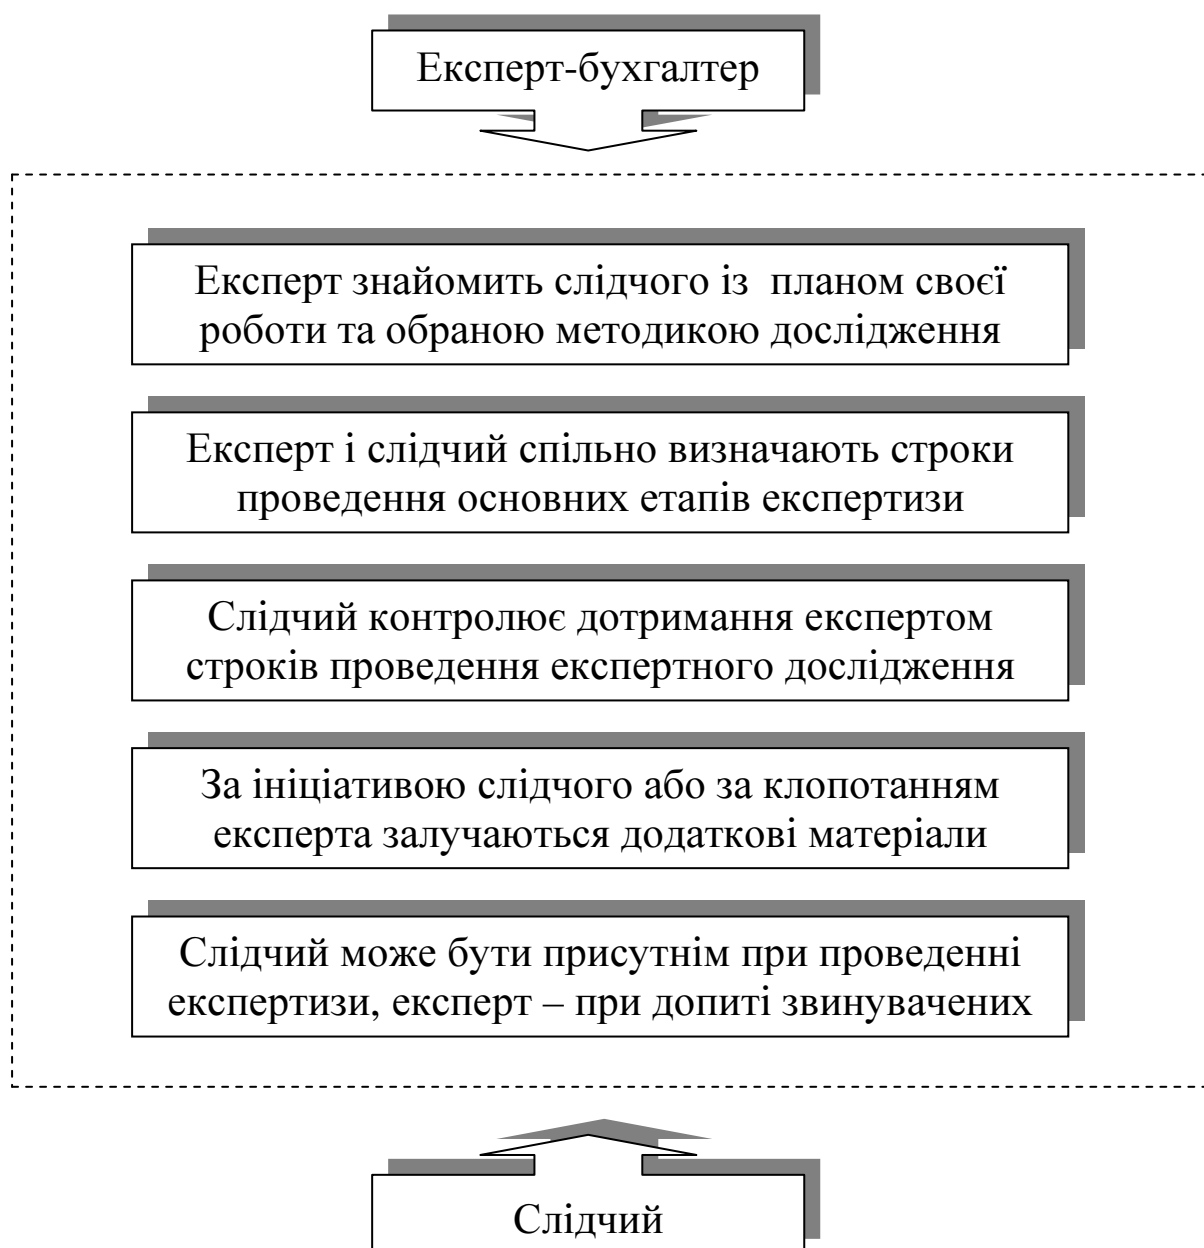 Експерт-бухгалтер
Експерт знайомить слідчого із  планом своєї
роботи та обраною методикою дослідження
Експерт і слідчий спільно визначають строки
проведення основних етапів експертизи
Слідчий контролює дотримання експертом
строків проведення експертного дослідження
За ініціативою слідчого або за клопотанням
експерта залучаються додаткові матеріали
Слідчий може бути присутнім при проведенні
експертизи, експерт – при допиті звинувачених
Слідчий